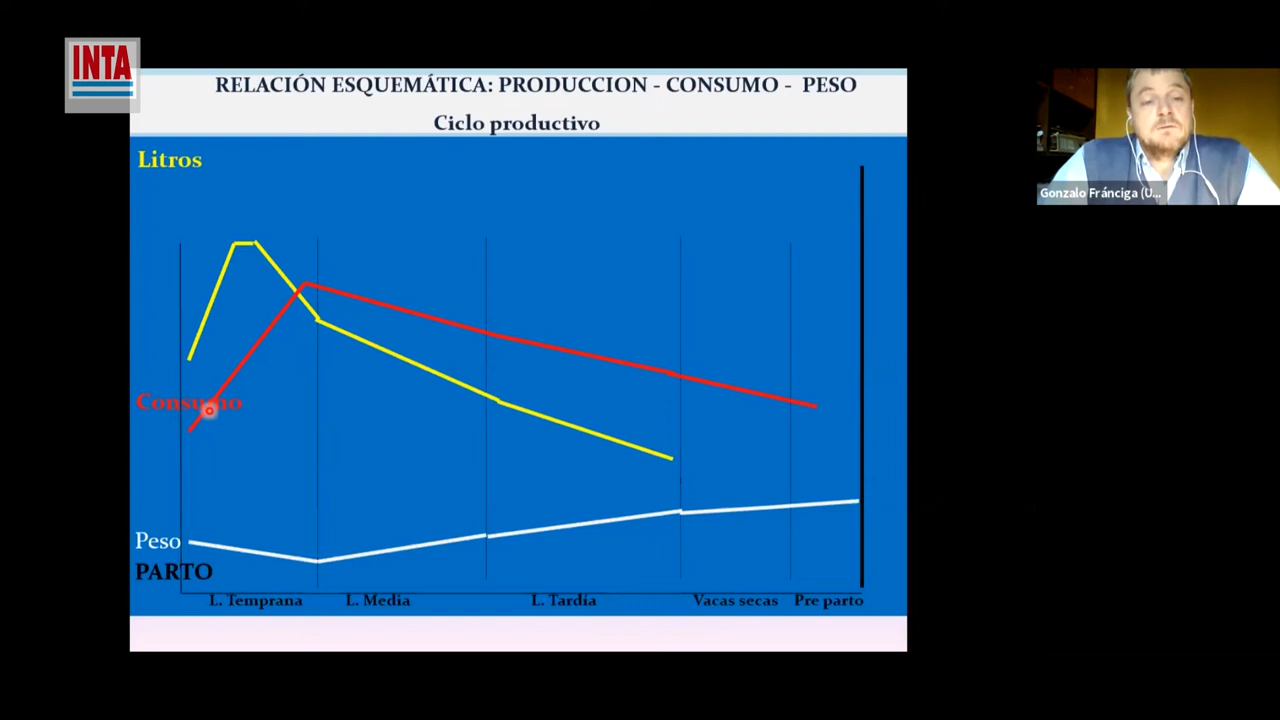 INTA
RELACIÓN ESQUEMÁTICA: PRODUCCION - CONSUMO - PESO
Ciclo productivo
Litros
Gonzalo Fránciga (U...
Consumo
Peso
PARTO
L. Temprana L. Media L. Tardía Vacas secas Pre parto